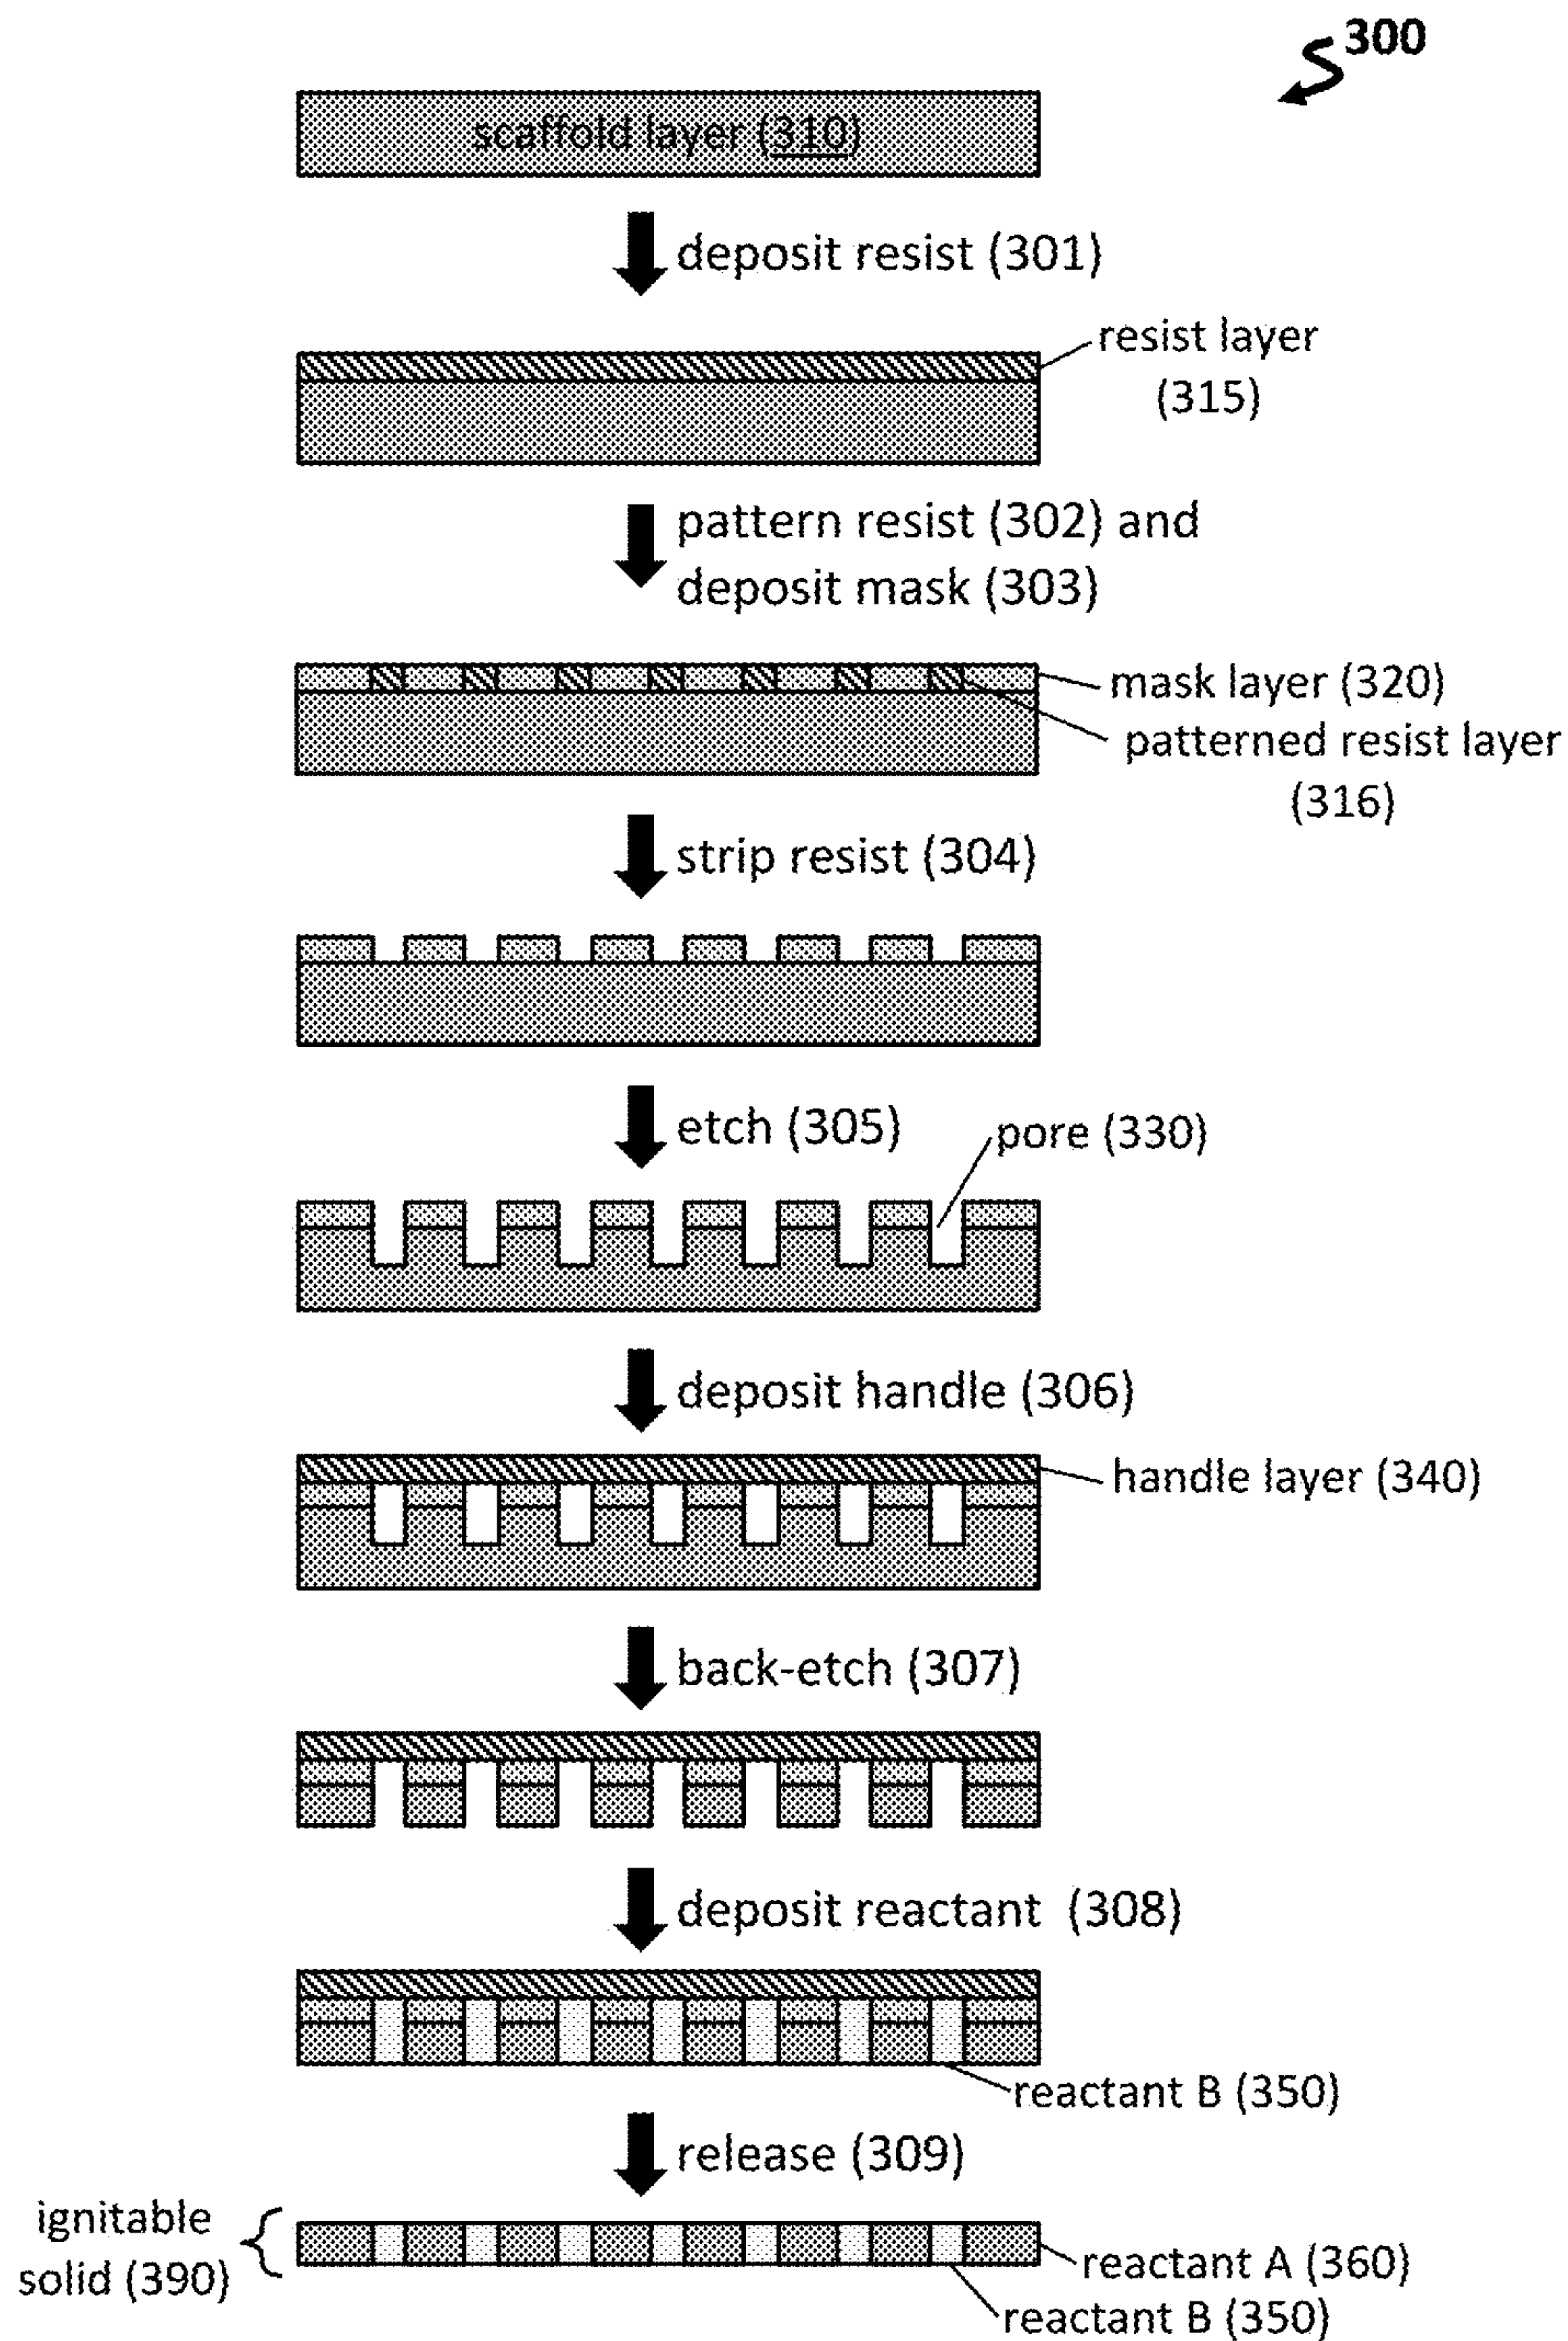 300
scaffold layer (310)
deposit resist (301)
resist layer
(315)
pattern resist (302) and
deposit mask (303)
mask layer (320)
patterned resist layer
(316)
strip resist (304)
etch (305)
pore (330)
deposit handle (306)
handle layer (340)
back-etch (307)
deposit reactant (308)
reactant B (350)
release (309)
ignitable
solid (390)
reactant A (360)
reactant B (350)